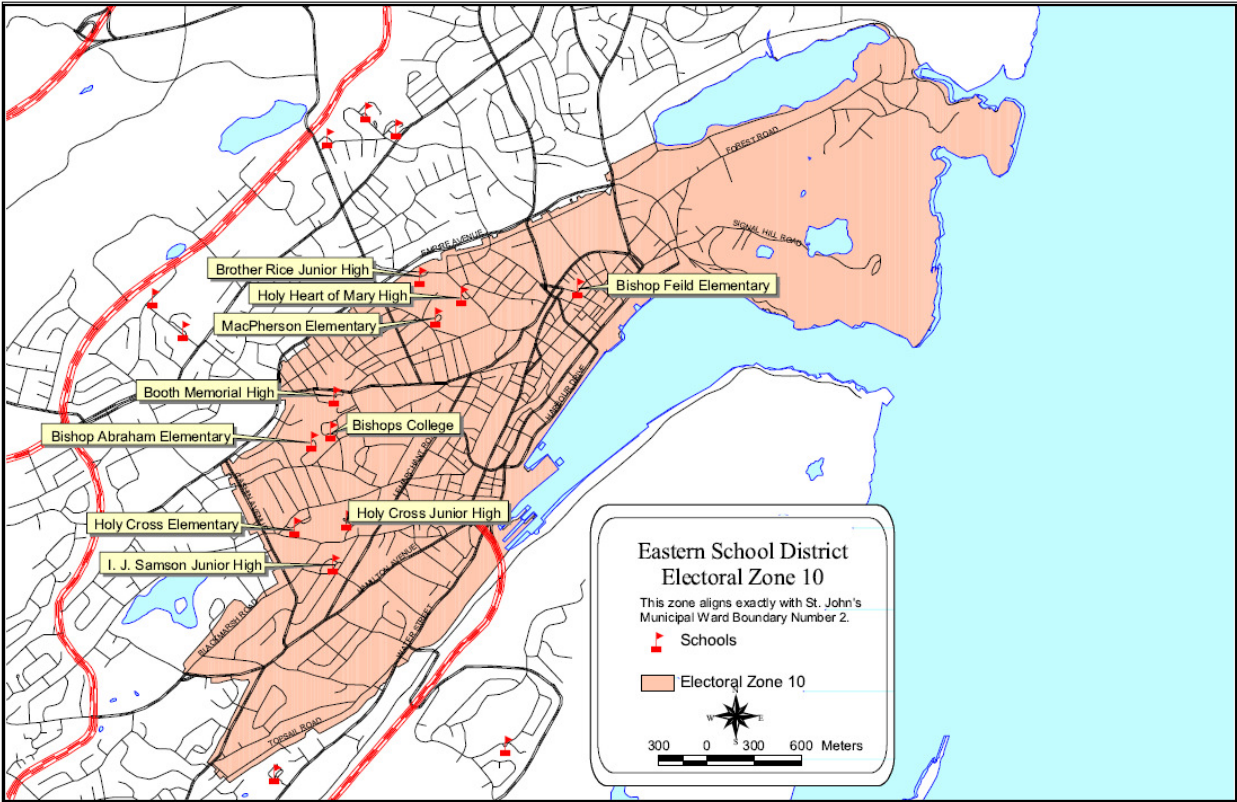 FOREST ROAD
SIGNAL HILL ROAD
EMPIRE AVENUE
Brother Rice Junior High
Holy Heart of Mary High
Bishop Feild Elementary
MacPherson Elementary
HARBOUR DRIVE
Booth Memorial High
Bishops College
Bishop Abraham Elementary
LEMARCHANT RO
Holy Cross Junior High
Holy Cross Elementary
I. J. Samson Junior High
HAMILTON AVENUE
BLACKMARSH ROAD
WATER STREET
TOPSAIL ROAD
Eastern School District
Electoral Zone 10
This zone aligns exactly with St. John's
Municipal Ward Boundary Number 2.
Schools
Electoral Zone 10
N
W E
S
300 0 300 600 Meters